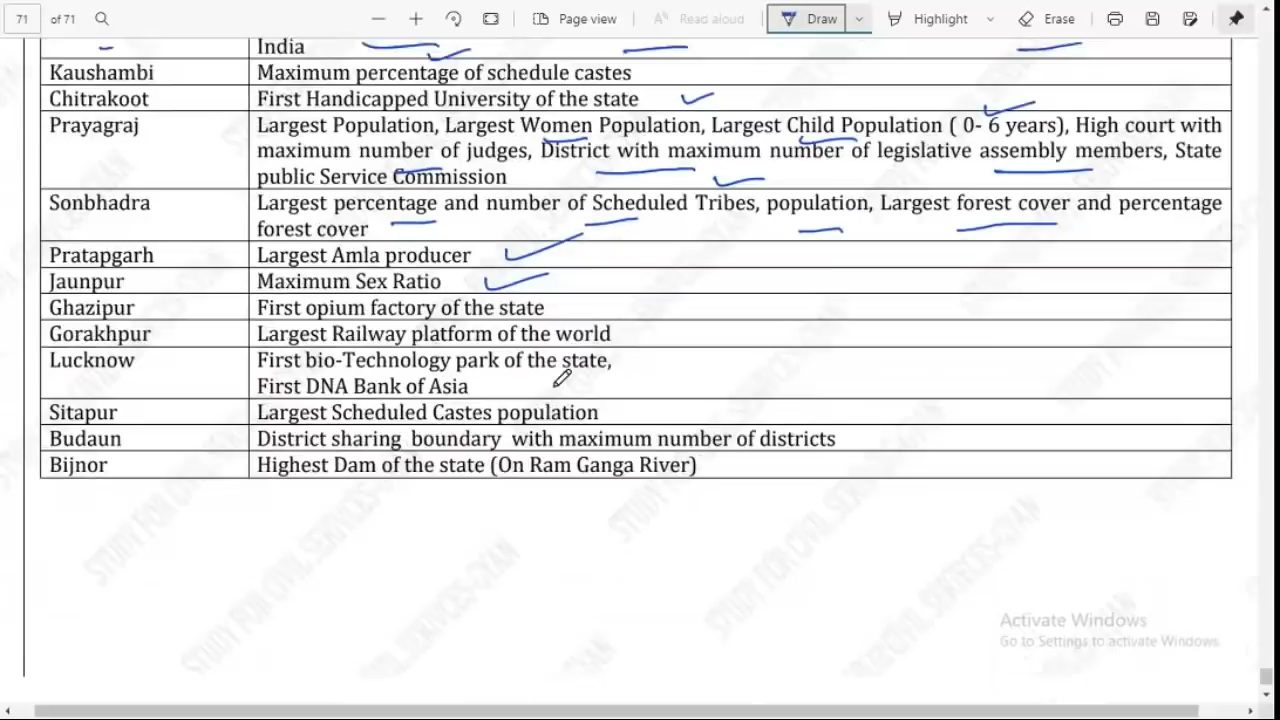 71 of 71 Page view Read aloud Draw Highlight Erase
India
Kaushambi Maximum percentage of schedule castes
Chitrakoot First Handicapped University of the state
Prayagraj Largest Population, Largest Women Population, Largest Child Population ( 0- 6 years), High court with
maximum number of judges, District with maximum number of legislative assembly members, State
public Service Commission
Sonbhadra Largest percentage and number of Scheduled Tribes, population, Largest forest cover and percentage
forest cover
Pratapgarh Largest Amla producer
Jaunpur Maximum Sex Ratio
Ghazipur First opium factory of the state
Gorakhpur Largest Railway platform of the world
Lucknow First bio-Technology park of the state,
First DNA Bank of Asia
Sitapur Largest Scheduled Castes population
Budaun District sharing boundary with maximum number of districts
Bijnor Highest Dam of the state (On Ram Ganga River)
STUDY FOR CIVIL SERVICES-GYAN
Activate Windows
Go to Settings to activate Windows.